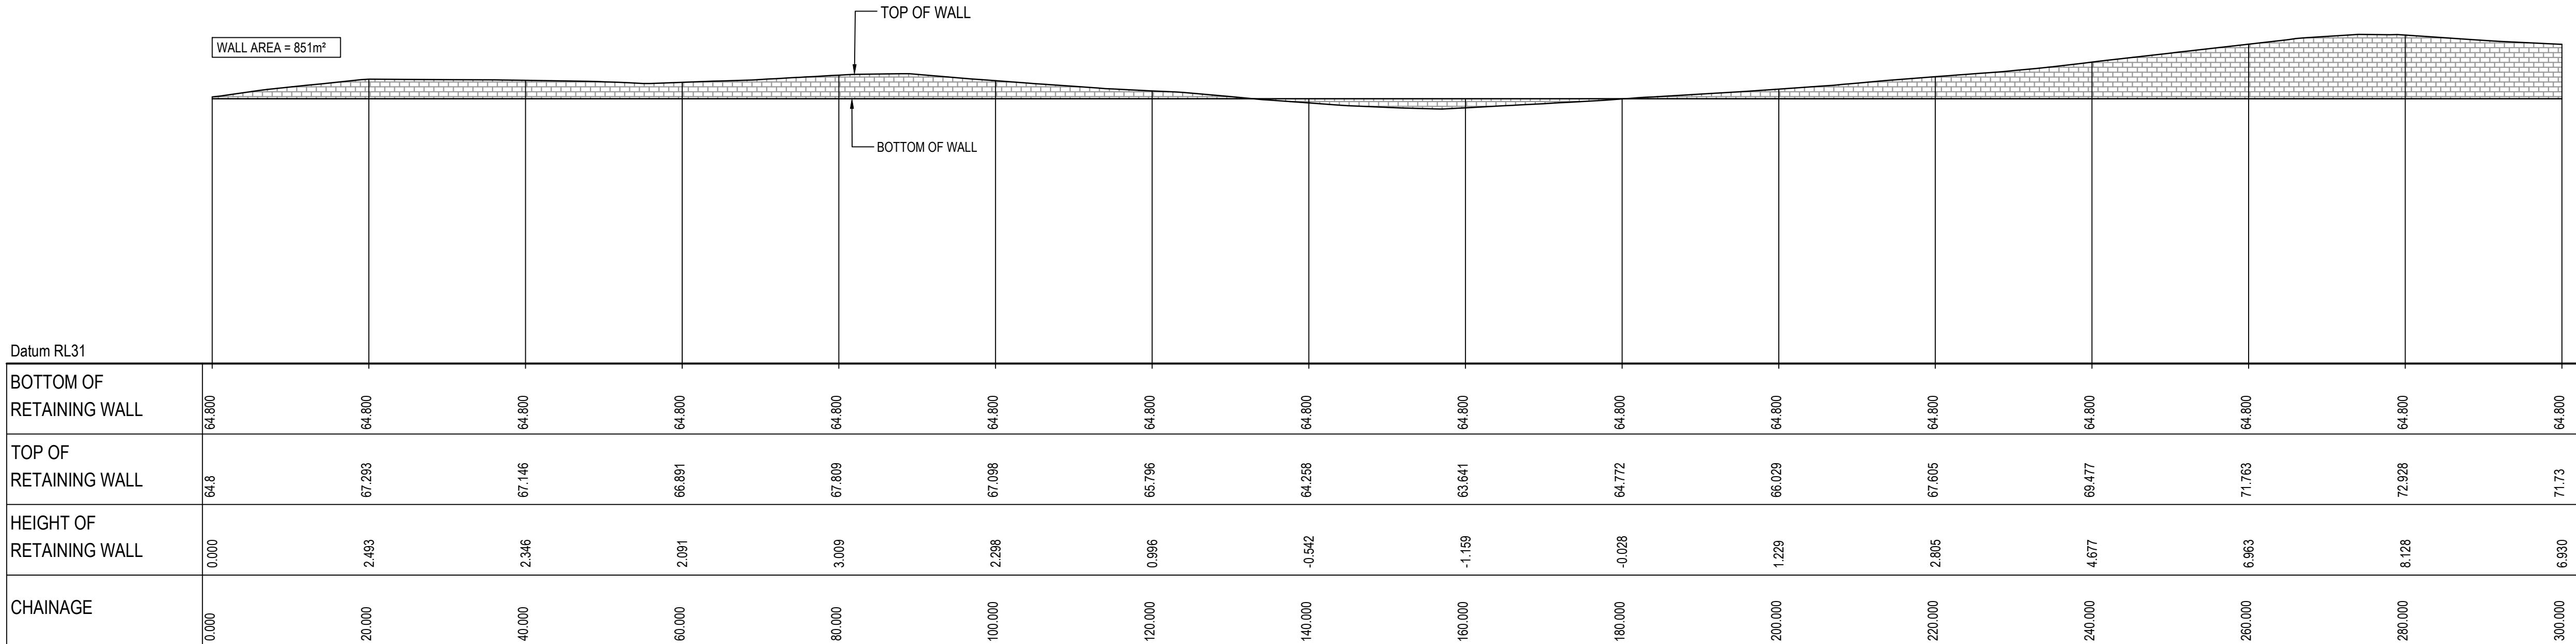 TOP OF WALL
WALL AREA = 851m²
BOTTOM OF WALL
Datum RL31
BOTTOM OF
RETAINING WALL
64.800 64.800 64.800 64.800 64.800 64.800 64.800 64.800 64.800 64.800 64.800 64.800 64.800 64.800 64.800 64.800
TOP OF
RETAINING WALL
64.8 67.293 67.146 66.891 67.809 67.098 65.796 64.258 63.641 64.772 66.029 67.605 69.477 71.763 72.928 71.73
HEIGHT OF
RETAINING WALL
0.000 2.493 2.346 2.091 3.009 2.298 0.996 -0.542 -1.159 -0.028 1.229 2.805 4.677 6.963 8.128 6.930
CHAINAGE
0.000 20.000 40.000 60.000 80.000 100.000 120.000 140.000 160.000 180.000 200.000 220.000 240.000 260.000 280.000 300.000